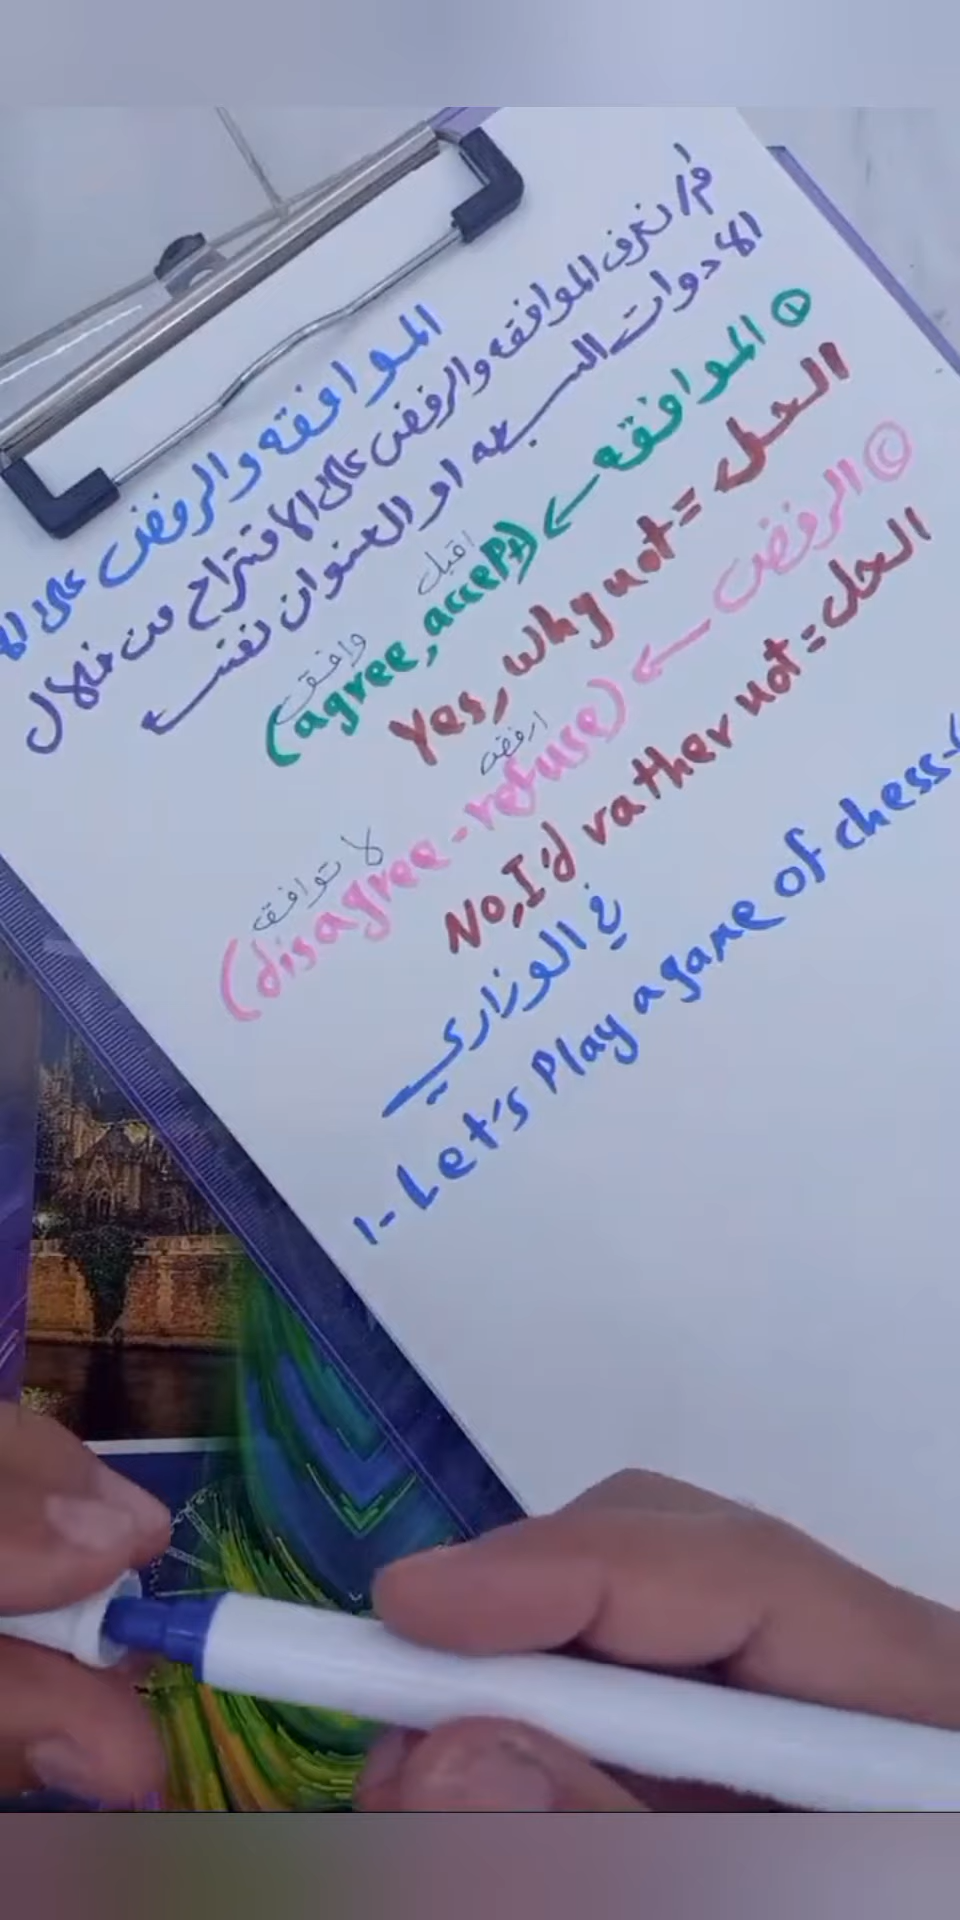 الموافقه والرفض على الا
م/ نعرف الموافقه والرفض على الاقتراح من خلال
الادوات السبعه او العنوان نفسه
① الموافقه ← (agree, accept)
وافق
اقبل
الحل = Yes, why not
② الرفض ← (disagree - refuse)
لا توافق
ارفض
الحل = No, I'd rather not
في الوزاري
1- Let's Play a game of chess.